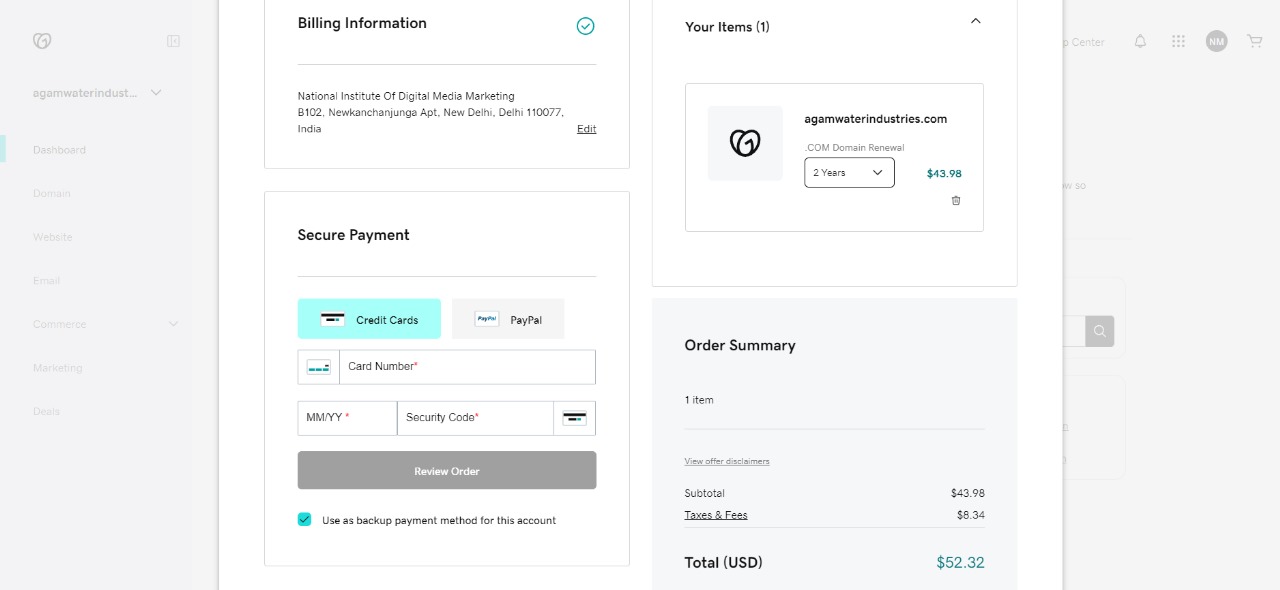 agamwaterindust...
Dashboard
Domain
Website
Email
Commerce
Marketing
Deals
Billing Information
National Institute Of Digital Media Marketing
B102, Newkanchanjunga Apt, New Delhi, Delhi 110077,
India
Edit
Secure Payment
Credit Cards
PayPal PayPal
Card Number*
MM/YY *
Security Code*
Review Order
Use as backup payment method for this account
Your Items (1)
agamwaterindustries.com
.COM Domain Renewal
2 Years
$43.98
Order Summary
1 item
View offer disclaimers
Subtotal $43.98
Taxes & Fees $8.34
Total (USD) $52.32
p Center
NM
ow so